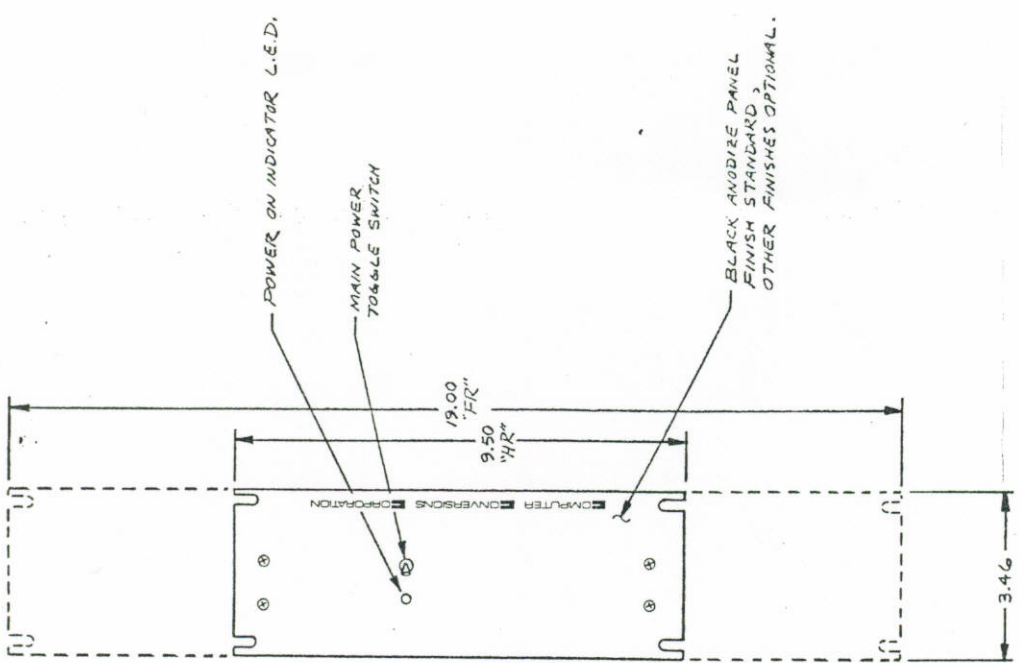 POWER ON INDICATOR L.E.D.
MAIN POWER
TOGGLE SWITCH
BLACK ANODIZE PANEL
FINISH STANDARD,
OTHER FINISHES OPTIONAL.
19.00
"FR"
9.50
"HR"
COMPUTER CONVERSIONS CORPORATION
3.46